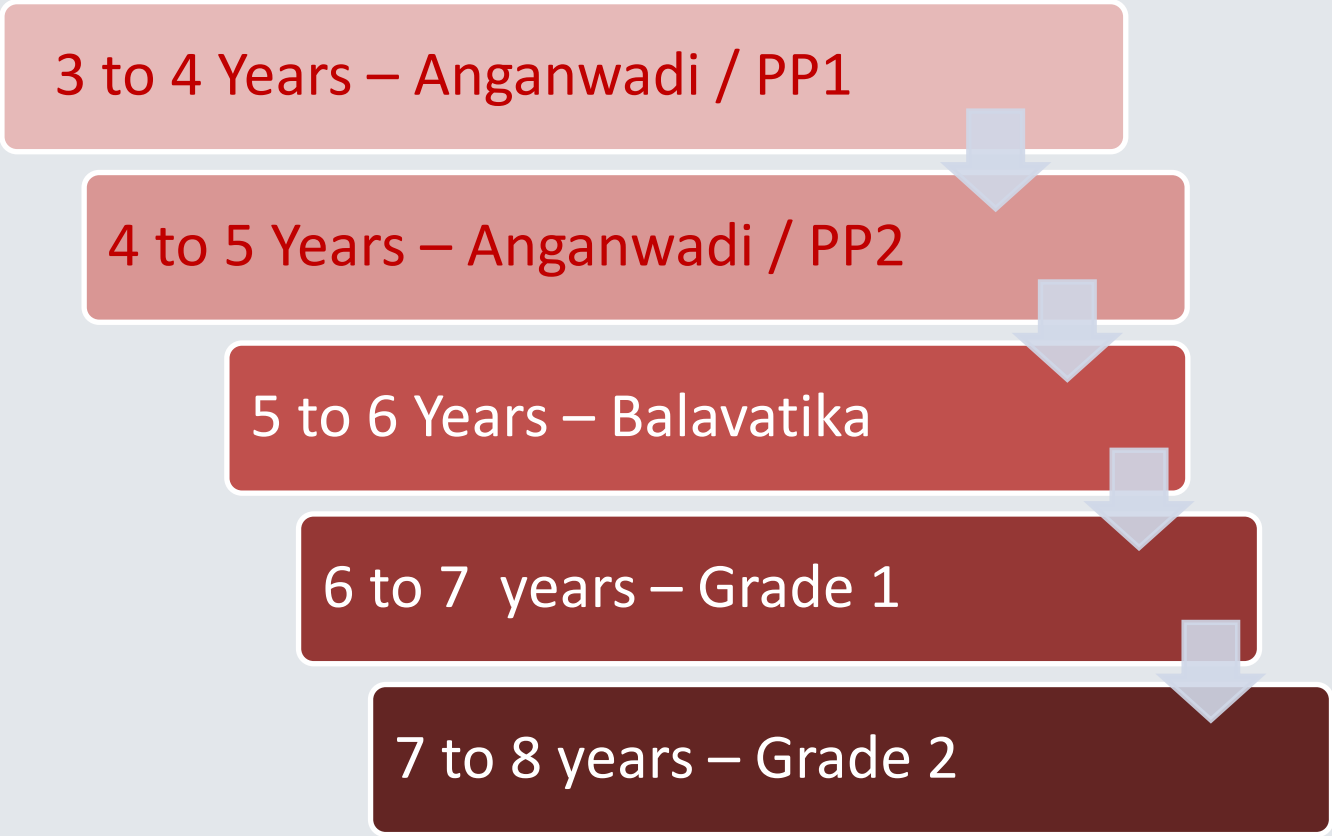 3 to 4 Years – Anganwadi / PP1
4 to 5 Years – Anganwadi / PP2
5 to 6 Years – Balavatika
6 to 7  years – Grade 1
7 to 8 years – Grade 2